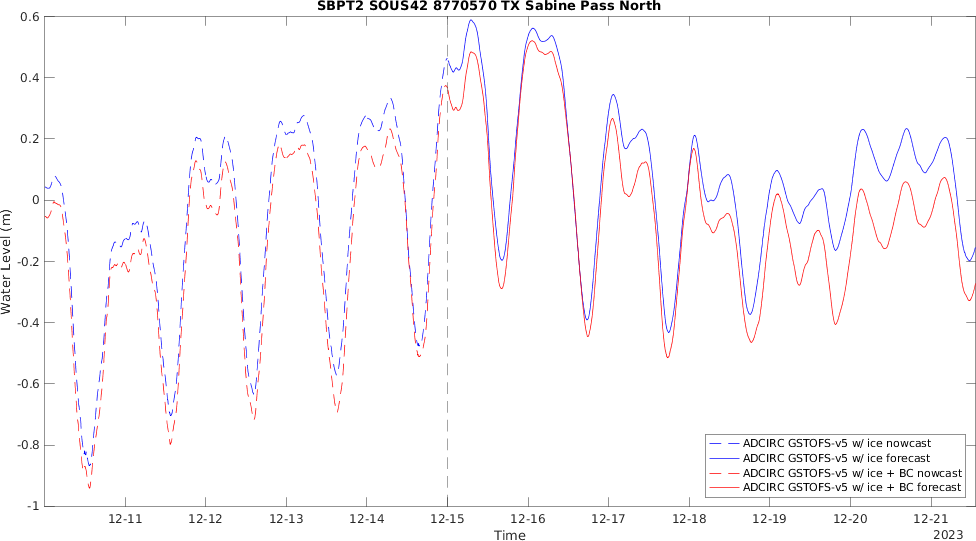 SBPT2 SOUS42 8770570 TX Sabine Pass North
0.6
0.4
0.2
0
-0.2
-0.4
-0.6
-0.8
-1
Water Level (m)
ADCIRC GSTOFS-v5 w/ ice nowcast
ADCIRC GSTOFS-v5 w/ ice forecast
ADCIRC GSTOFS-v5 w/ ice + BC nowcast
ADCIRC GSTOFS-v5 w/ ice + BC forecast
12-11 12-12 12-13 12-14 12-15 12-16 12-17 12-18 12-19 12-20 12-21
Time 2023